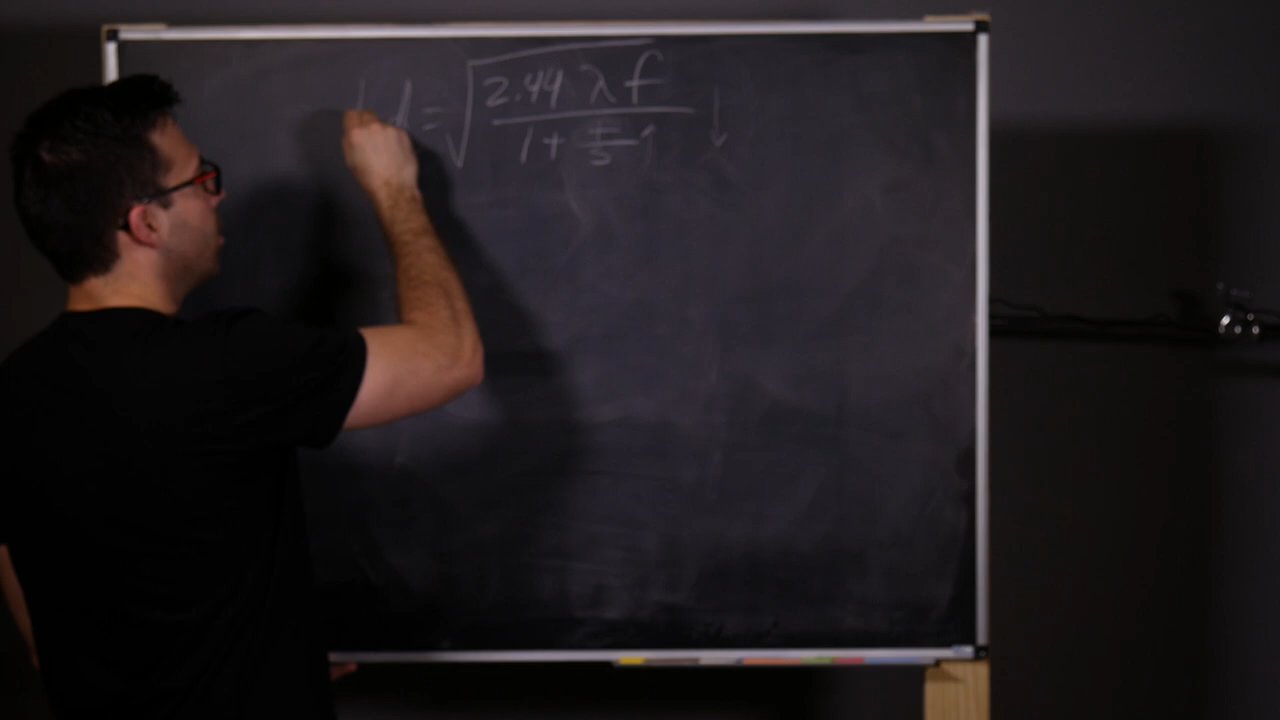 d = √(2.44 λ f / (1 + f/s ↑)) ↓